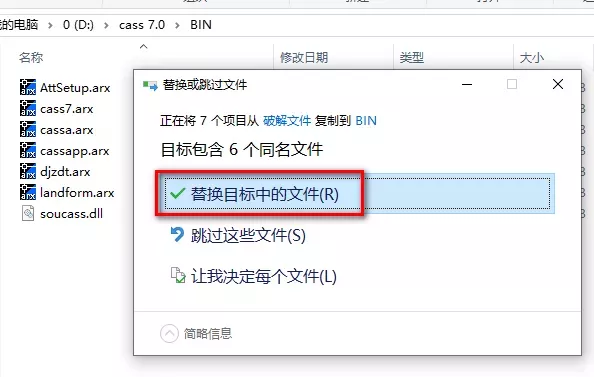 的电脑 › 0 (D:) › cass 7.0 › BIN
名称 修改日期 类型 大小
AttSetup.arx
cass7.arx
cassa.arx
cassapp.arx
djzdt.arx
landform.arx
soucass.dll
替换或跳过文件
正在将 7 个项目从 破解文件 复制到 BIN
目标包含 6 个同名文件
替换目标中的文件(R)
跳过这些文件(S)
让我决定每个文件(L)
简略信息